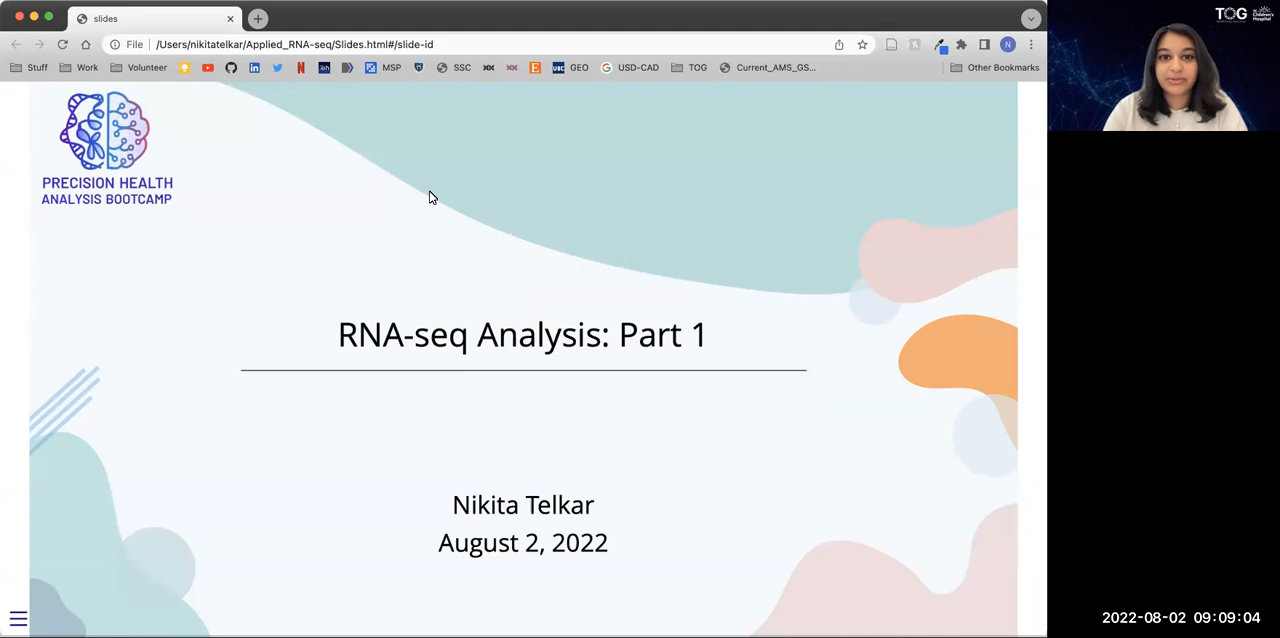 slides
File
/Users/nikitatelkar/Applied_RNA-seq/Slides.html#/slide-id
N
Stuff
Work
Volunteer
MSP
SSC
GEO
USD-CAD
TOG
Current_AMS_GS...
Other Bookmarks
PRECISION HEALTH
ANALYSIS BOOTCAMP
RNA-seq Analysis: Part 1
Nikita Telkar
August 2, 2022
TOG
Children's
Hospital
2022-08-02 09:09:04